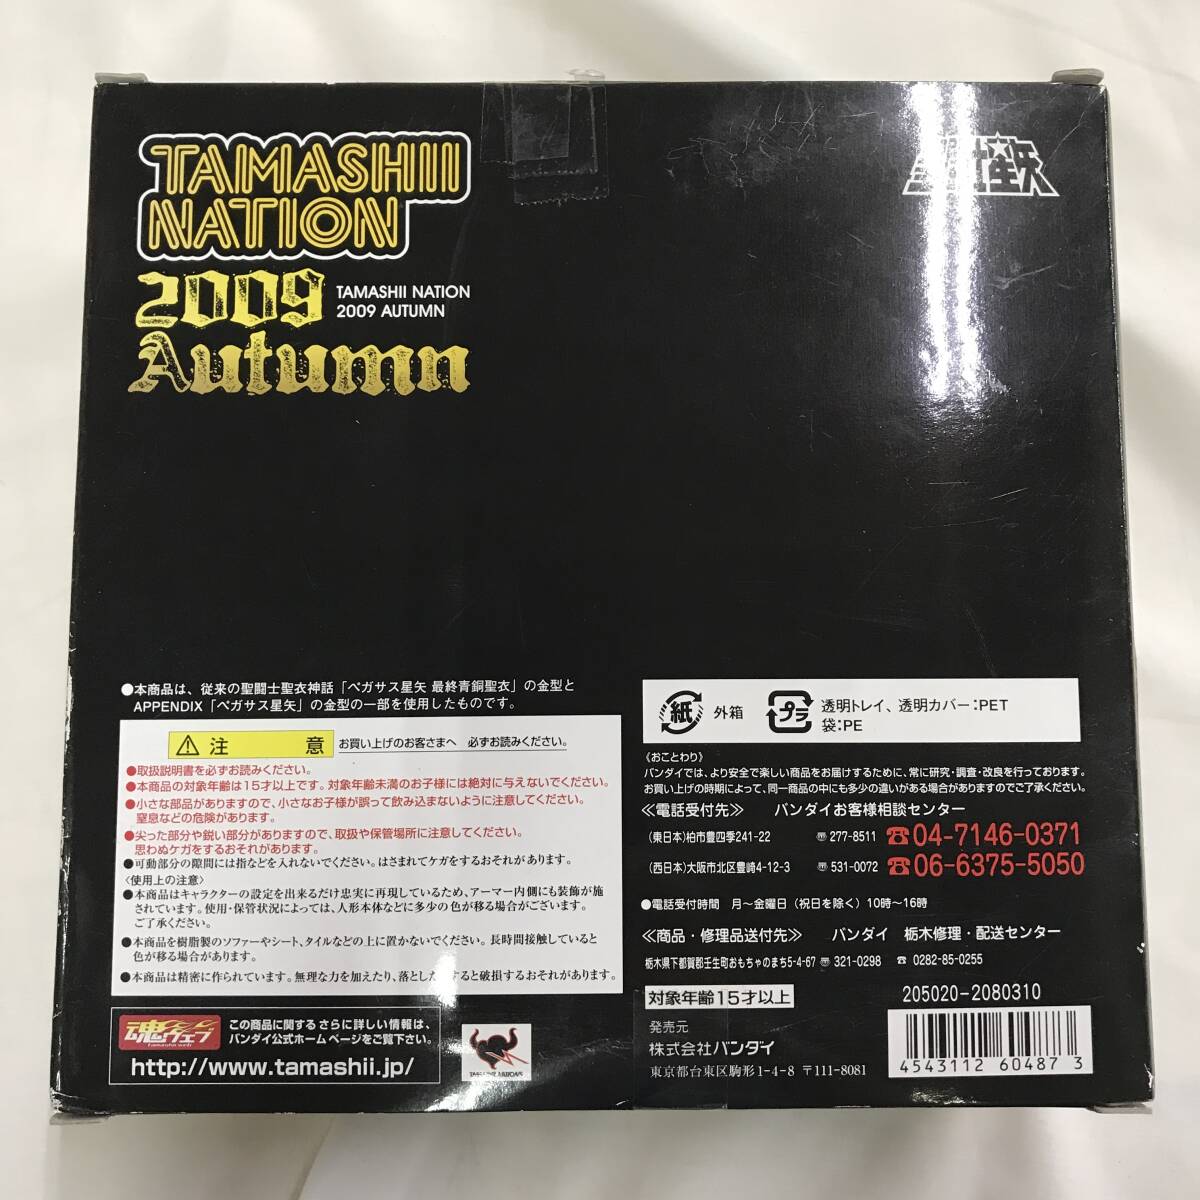 TAMASHII
NATION
2009
Autumn
TAMASHII NATION
2009 AUTUMN
●本商品は、従来の聖闘士聖衣神話「ペガサス星矢 最終青銅聖衣」の金型と
APPENDIX「ペガサス星矢」の金型の一部を使用したものです。
注 意
お買い上げのお客さまへ 必ずお読みください。
●取扱説明書を必ずお読みください。
●本商品の対象年齢は15才以上です。対象年齢未満のお子様には絶対に与えないでください。
●小さな部品がありますので、小さなお子様が誤って飲み込まないように注意してください。
窒息などの危険があります。
●尖った部分や鋭い部分がありますので、取扱や保管場所に注意してください。
思わぬケガをするおそれがあります。
●可動部分の隙間には指などを入れないでください。はさまれてケガをするおそれがあります。
〈使用上の注意〉
●本商品はキャラクターの設定を出来るだけ忠実に再現しているため、アーマー内側にも装飾が施
されています。使用・保管状況によっては、人形本体などに多少の色が移る場合がございます。
ご了承ください。
●本商品を樹脂製のソファーやシート、タイルなどの上に置かないでください。長時間接触していると
色が移る場合があります。
●本商品は精密に作られています。無理な力を加えたり、落としたりすると破損するおそれがあります。
魂ウェブ
tamashii web
この商品に関する さらに詳しい情報は、
バンダイ公式ホームページをご覧下さい。
http://www.tamashii.jp/
TAMASHII NATIONS
紙 外箱
プラ 透明トレイ、透明カバー:PET
袋:PE
《おことわり》
バンダイでは、より安全で楽しい商品をお届けするために、常に研究・調査・改良を行っております。
お買い上げの時期によって、同一商品の中にも多少の違いがある場合がありますのでご了承ください。
≪電話受付先≫ バンダイお客様相談センター
(東日本)柏市豊四季241-22 〠277-8511 ☎04-7146-0371
(西日本)大阪市北区豊崎4-12-3 〠531-0072 ☎06-6375-5050
●電話受付時間 月〜金曜日(祝日を除く)10時〜16時
≪商品・修理品送付先≫ バンダイ 栃木修理・配送センター
栃木県下都賀郡壬生町おもちゃのまち5-4-67 〠321-0298 ☎ 0282-85-0255
対象年齢15才以上
205020-2080310
発売元
株式会社バンダイ
東京都台東区駒形1-4-8 〒111-8081
4543112 60487 3